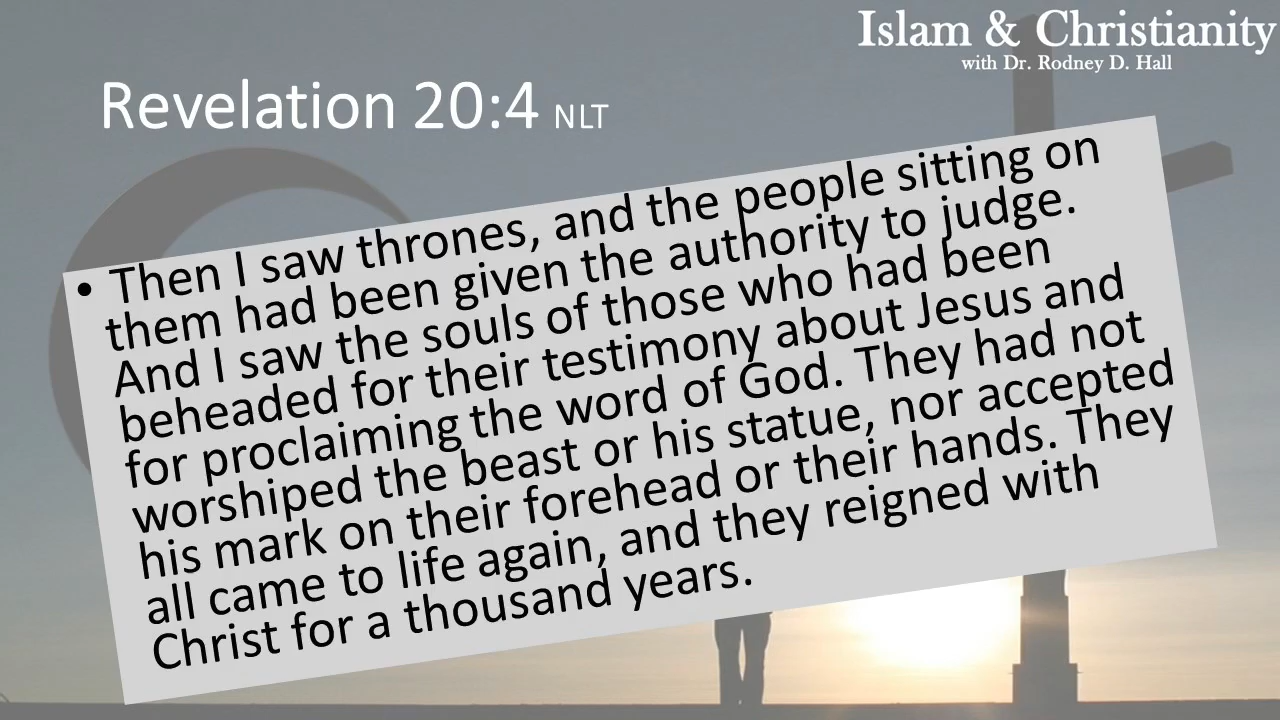 Islam & Christianity
with Dr. Rodney D. Hall
Revelation 20:4 NLT
• Then I saw thrones, and the people sitting on
them had been given the authority to judge.
And I saw the souls of those who had been
beheaded for their testimony about Jesus and
for proclaiming the word of God. They had not
worshiped the beast or his statue, nor accepted
his mark on their forehead or their hands. They
all came to life again, and they reigned with
Christ for a thousand years.